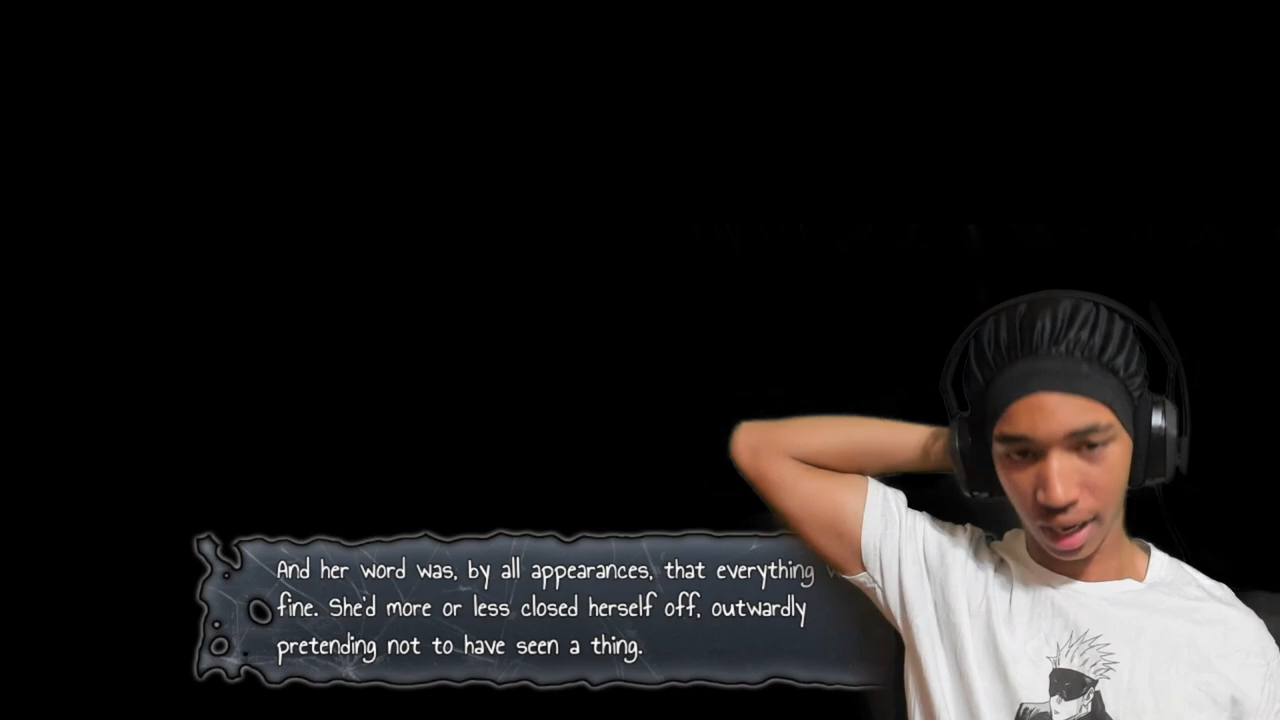 And her word was, by all appearances, that everything
fine. She'd more or less closed herself off, outwardly
pretending not to have seen a thing.